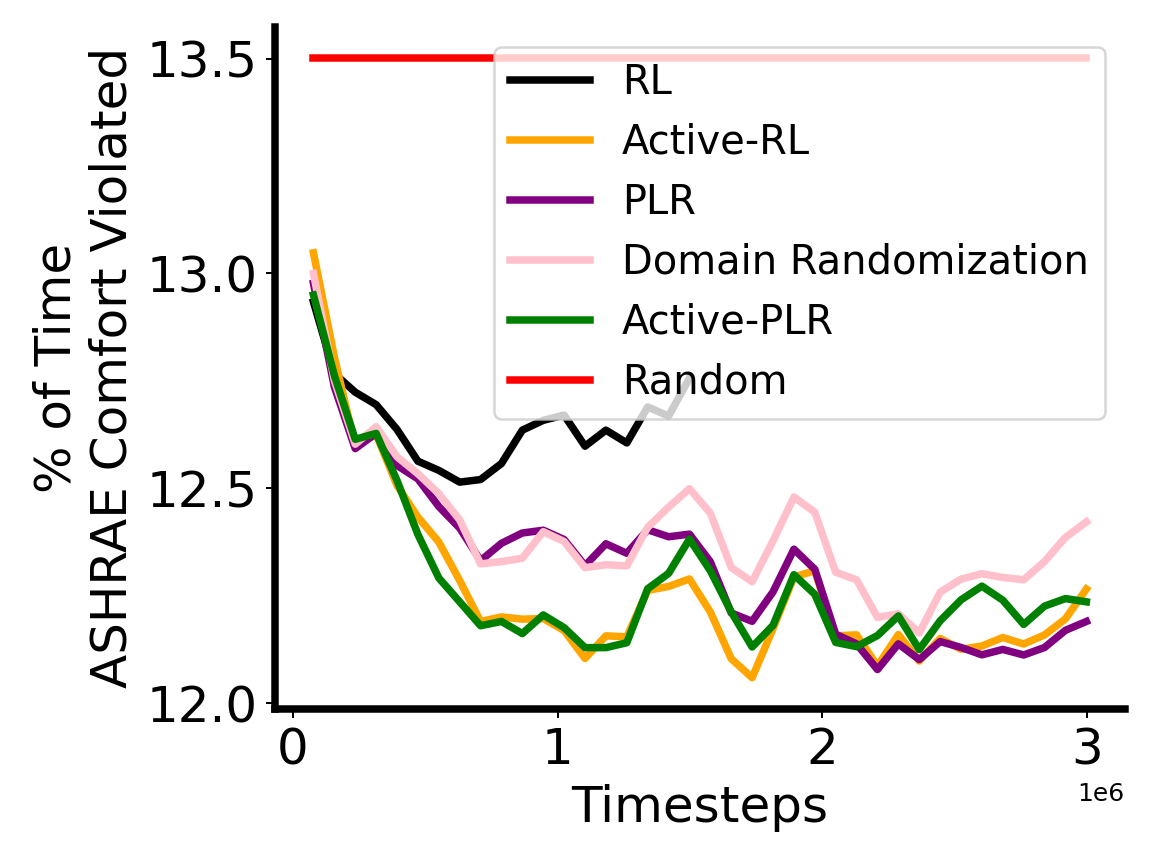 % of Time
ASHRAE Comfort Violated
13.5
13.0
12.5
12.0
RL
Active-RL
PLR
Domain Randomization
Active-PLR
Random
0
1
2
3
1e6
Timesteps